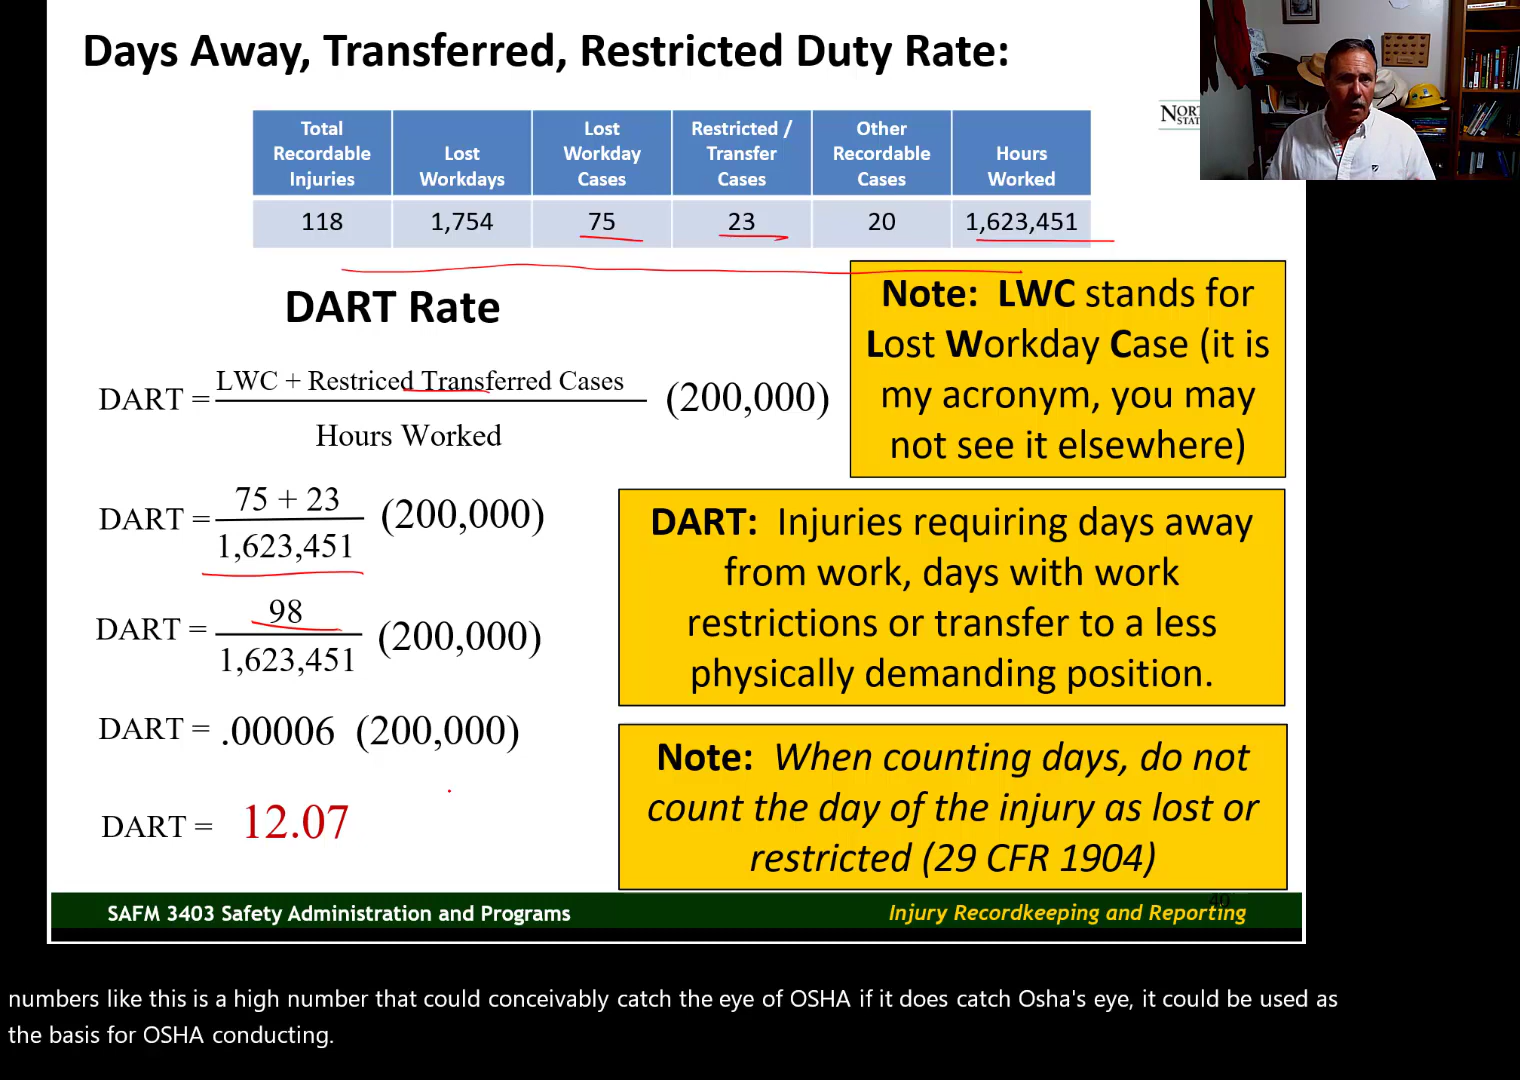 Days Away, Transferred, Restricted Duty Rate:
Total Recordable Injuries
Lost Workdays
Lost Workday Cases
Restricted / Transfer Cases
Other Recordable Cases
Hours Worked
118 1,754 75 23 20 1,623,451
NORT
STAT
DART Rate
DART = LWC + Restriced Transferred Cases (200,000)
Hours Worked
DART = 75 + 23 (200,000)
1,623,451
DART = 98 (200,000)
1,623,451
DART = .00006 (200,000)
DART = 12.07
Note: LWC stands for
Lost Workday Case (it is
my acronym, you may
not see it elsewhere)
DART: Injuries requiring days away
from work, days with work
restrictions or transfer to a less
physically demanding position.
Note: When counting days, do not
count the day of the injury as lost or
restricted (29 CFR 1904)
40
SAFM 3403 Safety Administration and Programs
Injury Recordkeeping and Reporting
numbers like this is a high number that could conceivably catch the eye of OSHA if it does catch Osha's eye, it could be used as
the basis for OSHA conducting.